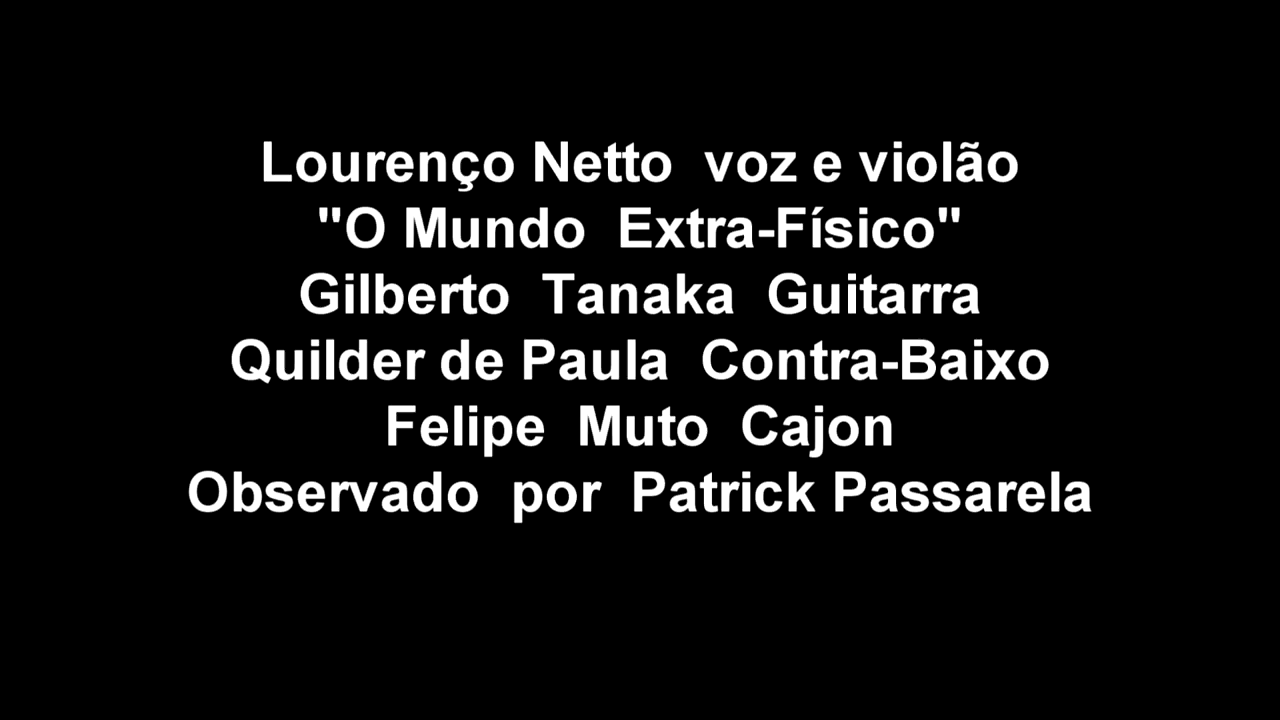 Lourenço Netto  voz e violão
"O Mundo  Extra-Físico"
Gilberto  Tanaka  Guitarra
Quilder de Paula  Contra-Baixo
Felipe  Muto  Cajon
Observado  por  Patrick Passarela